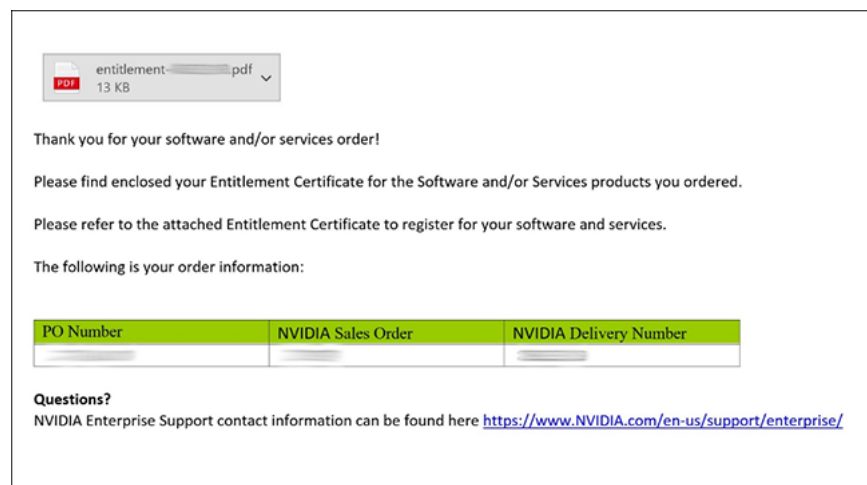 entitlement- .pdf
PDF
13 KB
Thank you for your software and/or services order!
Please find enclosed your Entitlement Certificate for the Software and/or Services products you ordered.
Please refer to the attached Entitlement Certificate to register for your software and services.
The following is your order information:
PO Number NVIDIA Sales Order NVIDIA Delivery Number
Questions?
NVIDIA Enterprise Support contact information can be found here https://www.NVIDIA.com/en-us/support/enterprise/